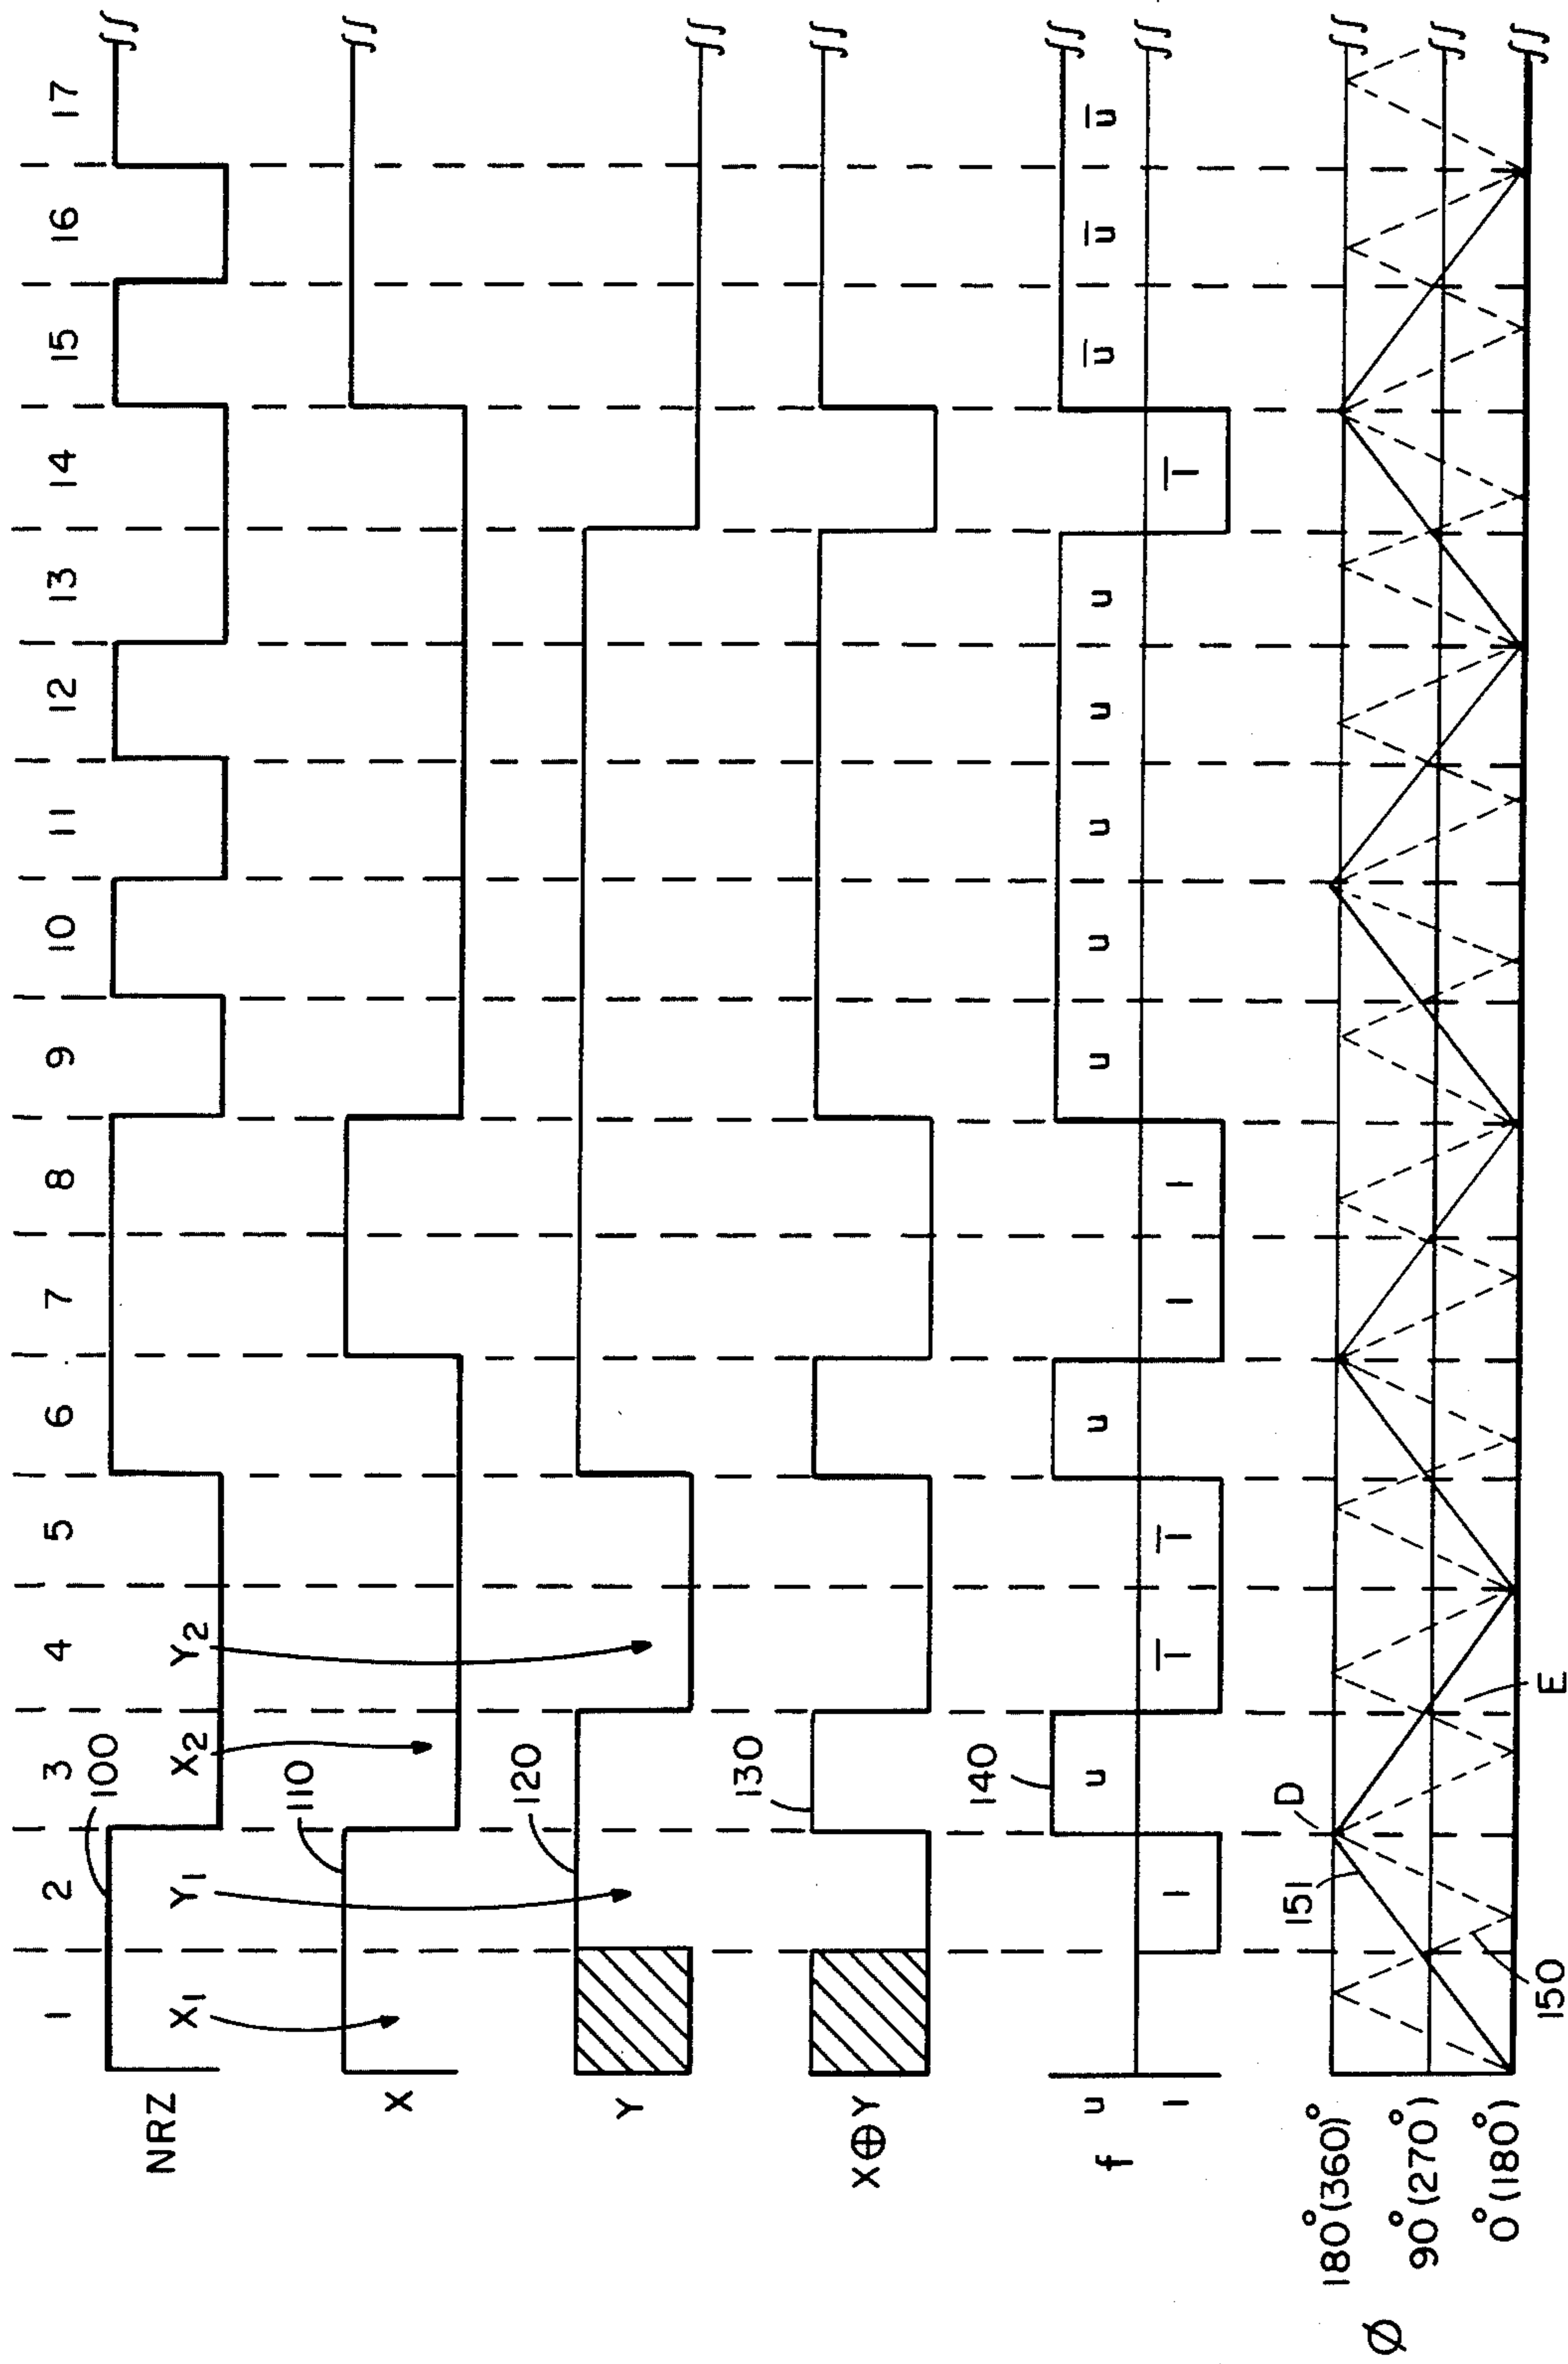 1 2 3 4 5 6 7 8 9 10 11 12 13 14 15 16 17
NRZ
100
X1 Y1 X2 Y2
X
110
Y
120
X⊕Y
130
f
u
l
140
l u l̅ l̅ u l l u u u u u l̅ u̅ u̅ u̅
Ø
180° (360)°
90° (270°)
0° (180°)
151
D
150
E